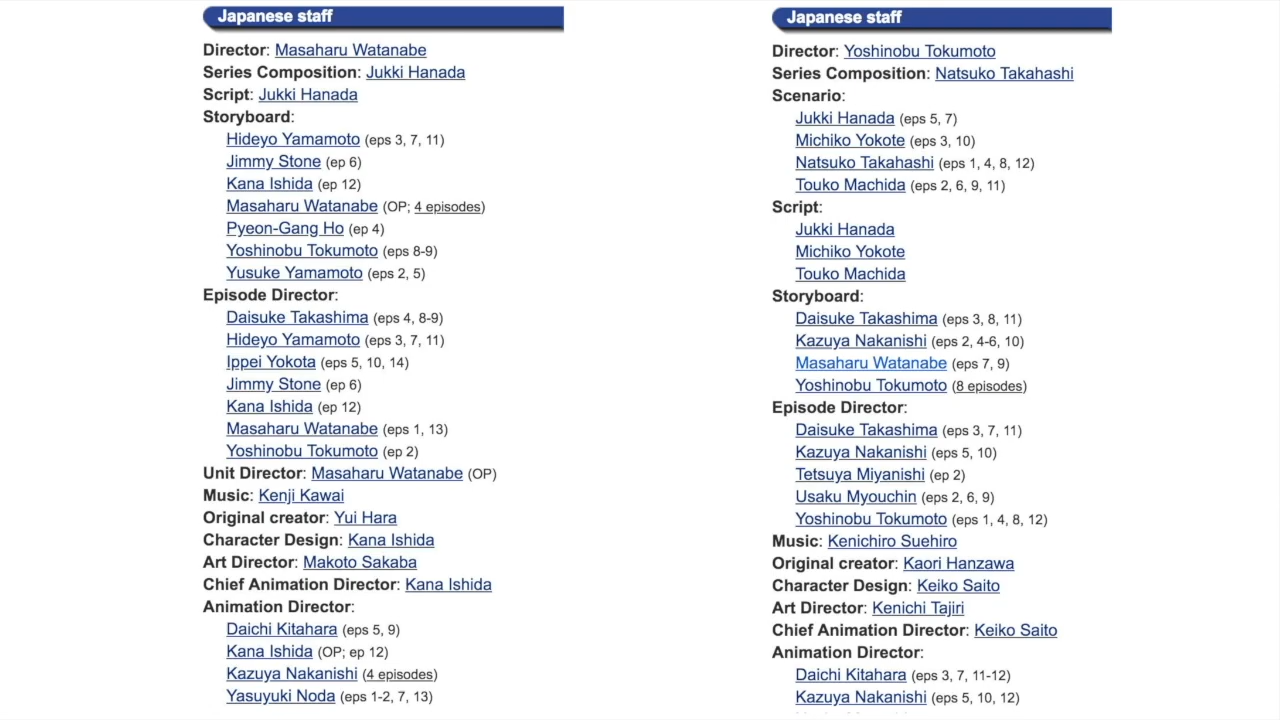 Japanese staff
Director: Masaharu Watanabe
Series Composition: Jukki Hanada
Script: Jukki Hanada
Storyboard:
Hideyo Yamamoto (eps 3, 7, 11)
Jimmy Stone (ep 6)
Kana Ishida (ep 12)
Masaharu Watanabe (OP; 4 episodes)
Pyeon-Gang Ho (ep 4)
Yoshinobu Tokumoto (eps 8-9)
Yusuke Yamamoto (eps 2, 5)
Episode Director:
Daisuke Takashima (eps 4, 8-9)
Hideyo Yamamoto (eps 3, 7, 11)
Ippei Yokota (eps 5, 10, 14)
Jimmy Stone (ep 6)
Kana Ishida (ep 12)
Masaharu Watanabe (eps 1, 13)
Yoshinobu Tokumoto (ep 2)
Unit Director: Masaharu Watanabe (OP)
Music: Kenji Kawai
Original creator: Yui Hara
Character Design: Kana Ishida
Art Director: Makoto Sakaba
Chief Animation Director: Kana Ishida
Animation Director:
Daichi Kitahara (eps 5, 9)
Kana Ishida (OP; ep 12)
Kazuya Nakanishi (4 episodes)
Yasuyuki Noda (eps 1-2, 7, 13)
Japanese staff
Director: Yoshinobu Tokumoto
Series Composition: Natsuko Takahashi
Scenario:
Jukki Hanada (eps 5, 7)
Michiko Yokote (eps 3, 10)
Natsuko Takahashi (eps 1, 4, 8, 12)
Touko Machida (eps 2, 6, 9, 11)
Script:
Jukki Hanada
Michiko Yokote
Touko Machida
Storyboard:
Daisuke Takashima (eps 3, 8, 11)
Kazuya Nakanishi (eps 2, 4-6, 10)
Masaharu Watanabe (eps 7, 9)
Yoshinobu Tokumoto (8 episodes)
Episode Director:
Daisuke Takashima (eps 3, 7, 11)
Kazuya Nakanishi (eps 5, 10)
Tetsuya Miyanishi (ep 2)
Usaku Myouchin (eps 2, 6, 9)
Yoshinobu Tokumoto (eps 1, 4, 8, 12)
Music: Kenichiro Suehiro
Original creator: Kaori Hanzawa
Character Design: Keiko Saito
Art Director: Kenichi Tajiri
Chief Animation Director: Keiko Saito
Animation Director:
Daichi Kitahara (eps 3, 7, 11-12)
Kazuya Nakanishi (eps 5, 10, 12)